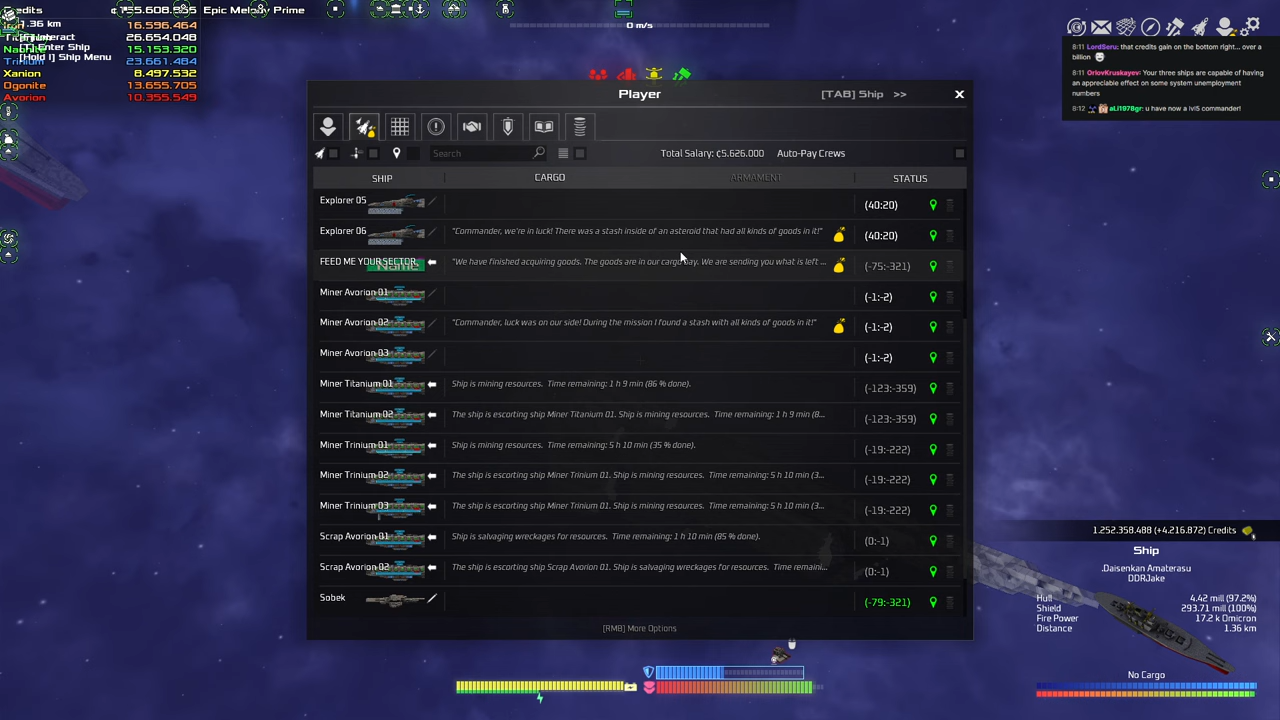 Credits
Epic Melody Prime
1.36 km
16.596.464
26.654.048
[T] Enter Ship
15.153.320
[Hold I] Ship Menu
Trinium 23.661.484
Xanion 8.497.532
Ogonite 13.655.705
Avorion 10.355.549
0 m/s
8:11 LordSeru: that credits gain on the bottom right... over a
billion
8:11 OrlovKruskayev: Your three ships are capable of having
an appreciable effect on some system unemployment
numbers
8:12 aLi1978gr: u have now a lvl5 commander!
Player
[TAB] Ship >>
Search
Total Salary: ¢5.626.000
Auto-Pay Crews
SHIP
CARGO
ARMAMENT
STATUS
Explorer 05 (40:20)
Explorer 06 "Commander, we're in luck! There was a stash inside of an asteroid that had all kinds of goods in it!" (40:20)
FEED ME YOUR SECTOR "We have finished acquiring goods. The goods are in our cargo bay. We are sending you what is left ... (-75:-321)
Name
Miner Avorion 01 (-1:-2)
Miner Avorion 02 "Commander, luck was on our side! During the mission I found a stash with all kinds of goods in it!" (-1:-2)
Miner Avorion 03 (-1:-2)
Miner Titanium 01 Ship is mining resources. Time remaining: 1 h 9 min (86 % done). (-123:-359)
Miner Titanium 02 The ship is escorting ship Miner Titanium 01. Ship is mining resources. Time remaining: 1 h 9 min (8... (-123:-359)
Miner Trinium 01 Ship is mining resources. Time remaining: 5 h 10 min (35 % done). (-19:-222)
Miner Trinium 02 The ship is escorting ship Miner Trinium 01. Ship is mining resources. Time remaining: 5 h 10 min (3... (-19:-222)
Miner Trinium 03 The ship is escorting ship Miner Trinium 01. Ship is mining resources. Time remaining: 5 h 10 min (3... (-19:-222)
Scrap Avorion 01 Ship is salvaging wreckages for resources. Time remaining: 1 h 10 min (85 % done). (0:-1)
Scrap Avorion 02 The ship is escorting ship Scrap Avorion 01. Ship is salvaging wreckages for resources. Time remainin... (0:-1)
Sobek (-79:-321)
[RMB] More Options
1.252.358.488 (+4.216.872) Credits
Ship
.Daisenkan Amaterasu
DDRJake
Hull 4.42 mill (97.2%)
Shield 293.71 mill (100%)
Fire Power 17.2 k Omicron
Distance 1.36 km
No Cargo